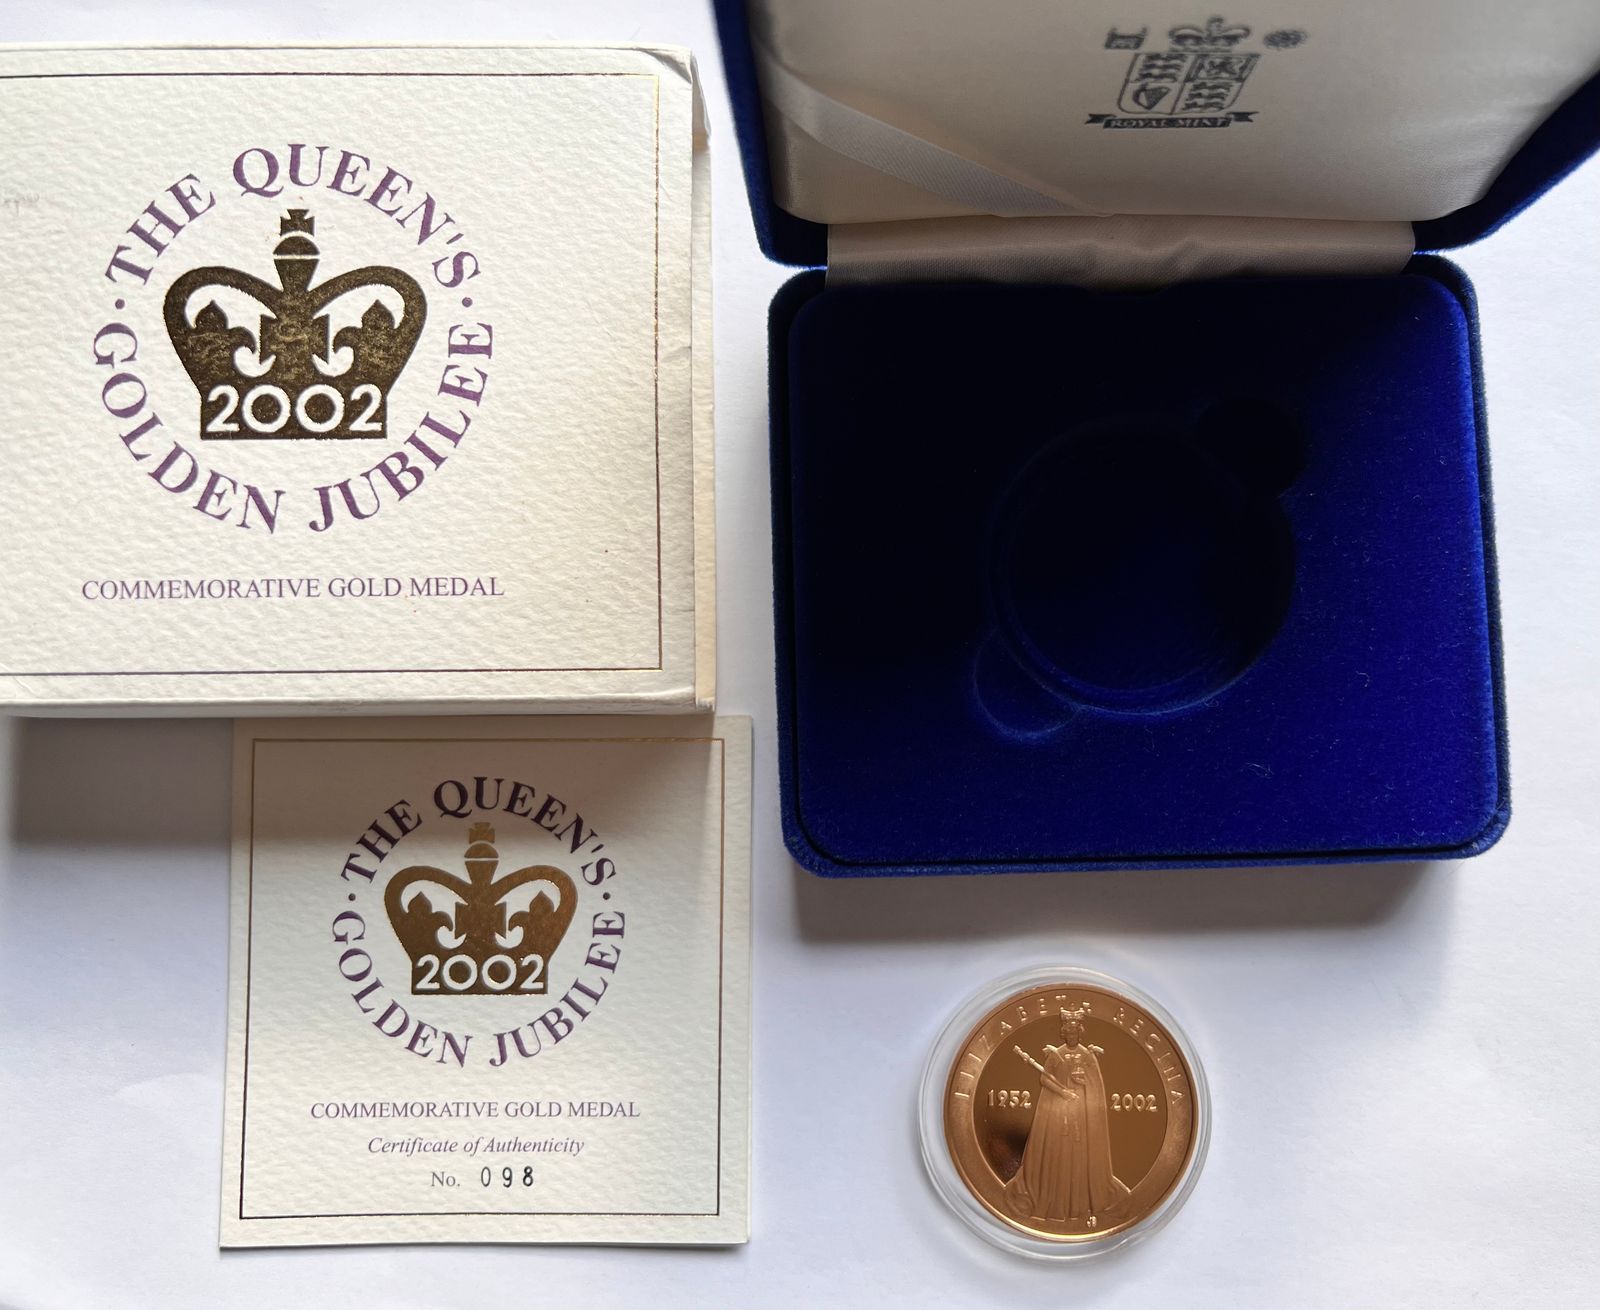 THE QUEEN'S
· GOLDEN JUBILEE ·
2002
COMMEMORATIVE GOLD MEDAL
ROYAL MINT
THE QUEEN'S
· GOLDEN JUBILEE ·
2002
COMMEMORATIVE GOLD MEDAL
Certificate of Authenticity
No. 098
ELIZABETH REGINA
1952 2002